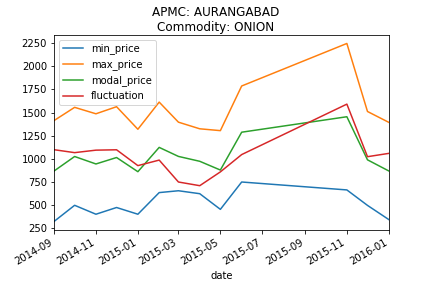 APMC: AURANGABAD
Commodity: ONION
min_price
max_price
modal_price
fluctuation
2250
2000
1750
1500
1250
1000
750
500
250
2014-09
2014-11
2015-01
2015-03
2015-05
2015-07
2015-09
2015-11
2016-01
date